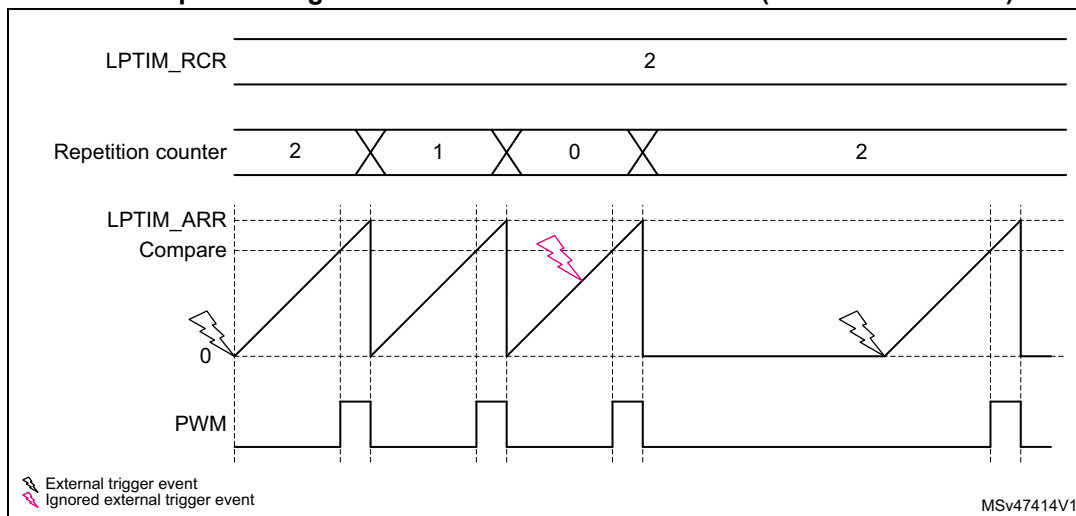 LPTIM_RCR 2
Repetition counter 2 1 0 2
LPTIM_ARR
Compare
0
PWM
External trigger event
Ignored external trigger event
MSv47414V1